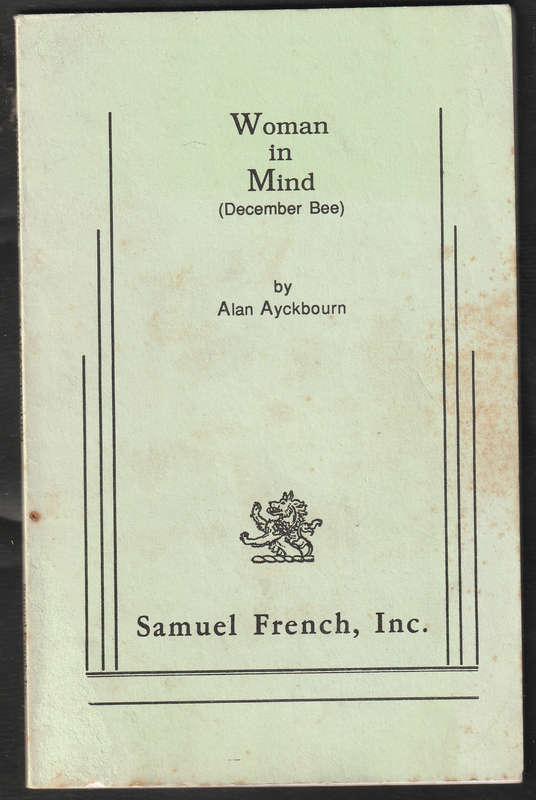 Woman
in
Mind
(December Bee)
by
Alan Ayckbourn
Samuel French, Inc.